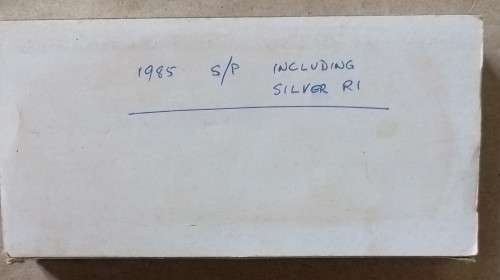 1985 S/P INCLUDING
SILVER R1